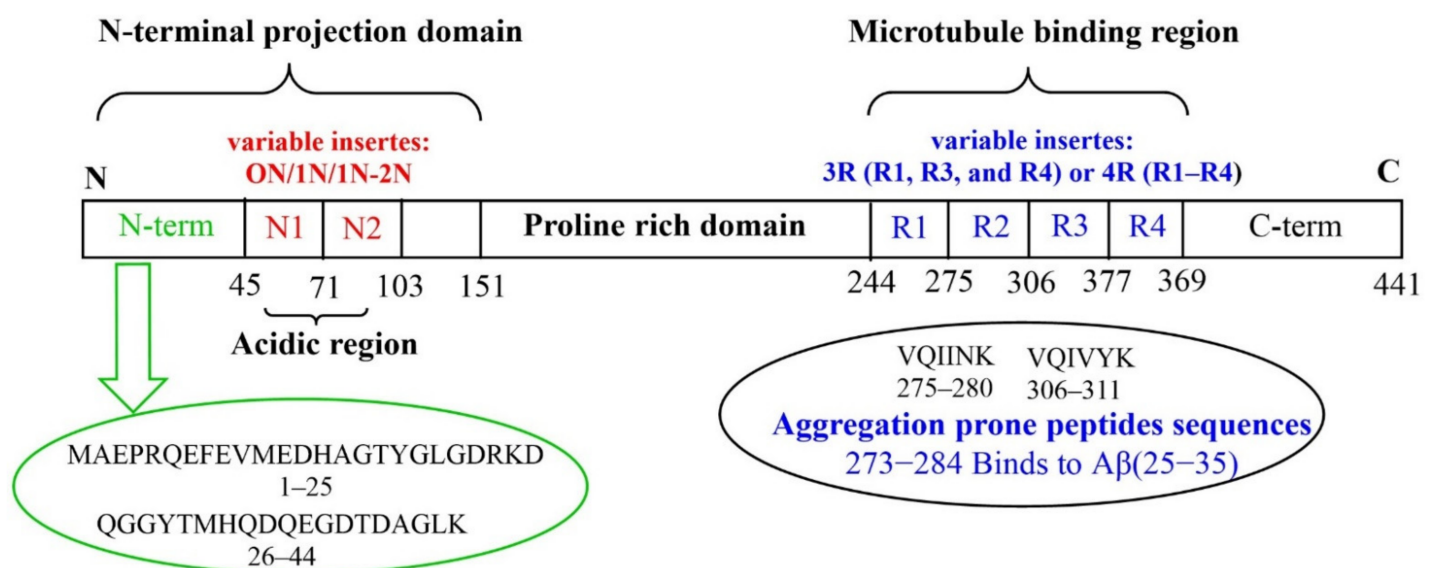 N-terminal projection domain
Microtubule binding region
variable insertes:
ON/1N/1N-2N
variable insertes:
3R (R1, R3, and R4) or 4R (R1–R4)
N
C
N-term
N1
N2
Proline rich domain
R1
R2
R3
R4
C-term
45
71
103
151
244
275
306
377
369
441
Acidic region
MAEPRQEFEVMEDHAGTYGLGDRKD
1–25
QGGYTMHQDQEGDTDAGLK
26–44
VQIINK VQIVYK
275–280 306–311
Aggregation prone peptides sequences
273−284 Binds to Aβ(25−35)